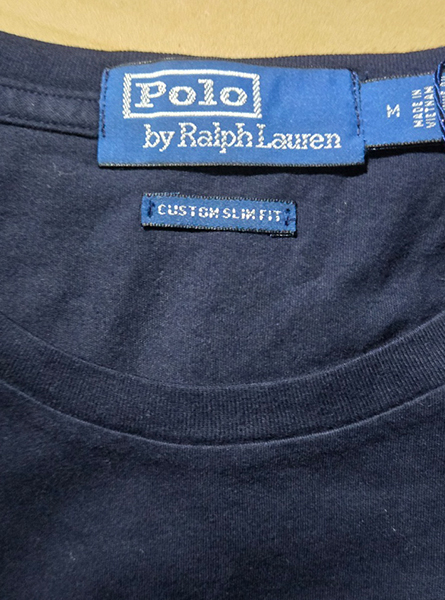 Polo
by Ralph Lauren
M
MADE IN
VIETNAM
CUSTOM SLIM FIT